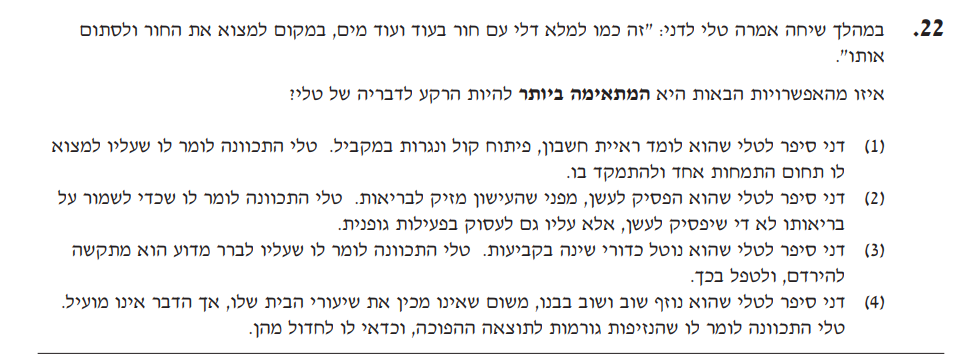 22. במהלך שיחה אמרה טלי לדני: "זה כמו למלא דלי עם חור בעוד ועוד מים, במקום למצוא את החור ולסתום
אותו".
איזו מהאפשרויות הבאות היא המתאימה ביותר להיות הרקע לדבריה של טלי?
(1) דני סיפר לטלי שהוא לומד ראיית חשבון, פיתוח קול ונגרות במקביל. טלי התכוונה לומר לו שעליו למצוא
לו תחום התמחות אחד ולהתמקד בו.
(2) דני סיפר לטלי שהוא הפסיק לעשן, מפני שהעישון מזיק לבריאות. טלי התכוונה לומר לו שכדי לשמור על
בריאותו לא די שיפסיק לעשן, אלא עליו גם לעסוק בפעילות גופנית.
(3) דני סיפר לטלי שהוא נוטל כדורי שינה בקביעות. טלי התכוונה לומר לו שעליו לברר מדוע הוא מתקשה
להירדם, ולטפל בכך.
(4) דני סיפר לטלי שהוא נוזף שוב ושוב בבנו, משום שאינו מכין את שיעורי הבית שלו, אך הדבר אינו מועיל.
טלי התכוונה לומר לו שהנזיפות גורמות לתוצאה ההפוכה, וכדאי לו לחדול מהן.